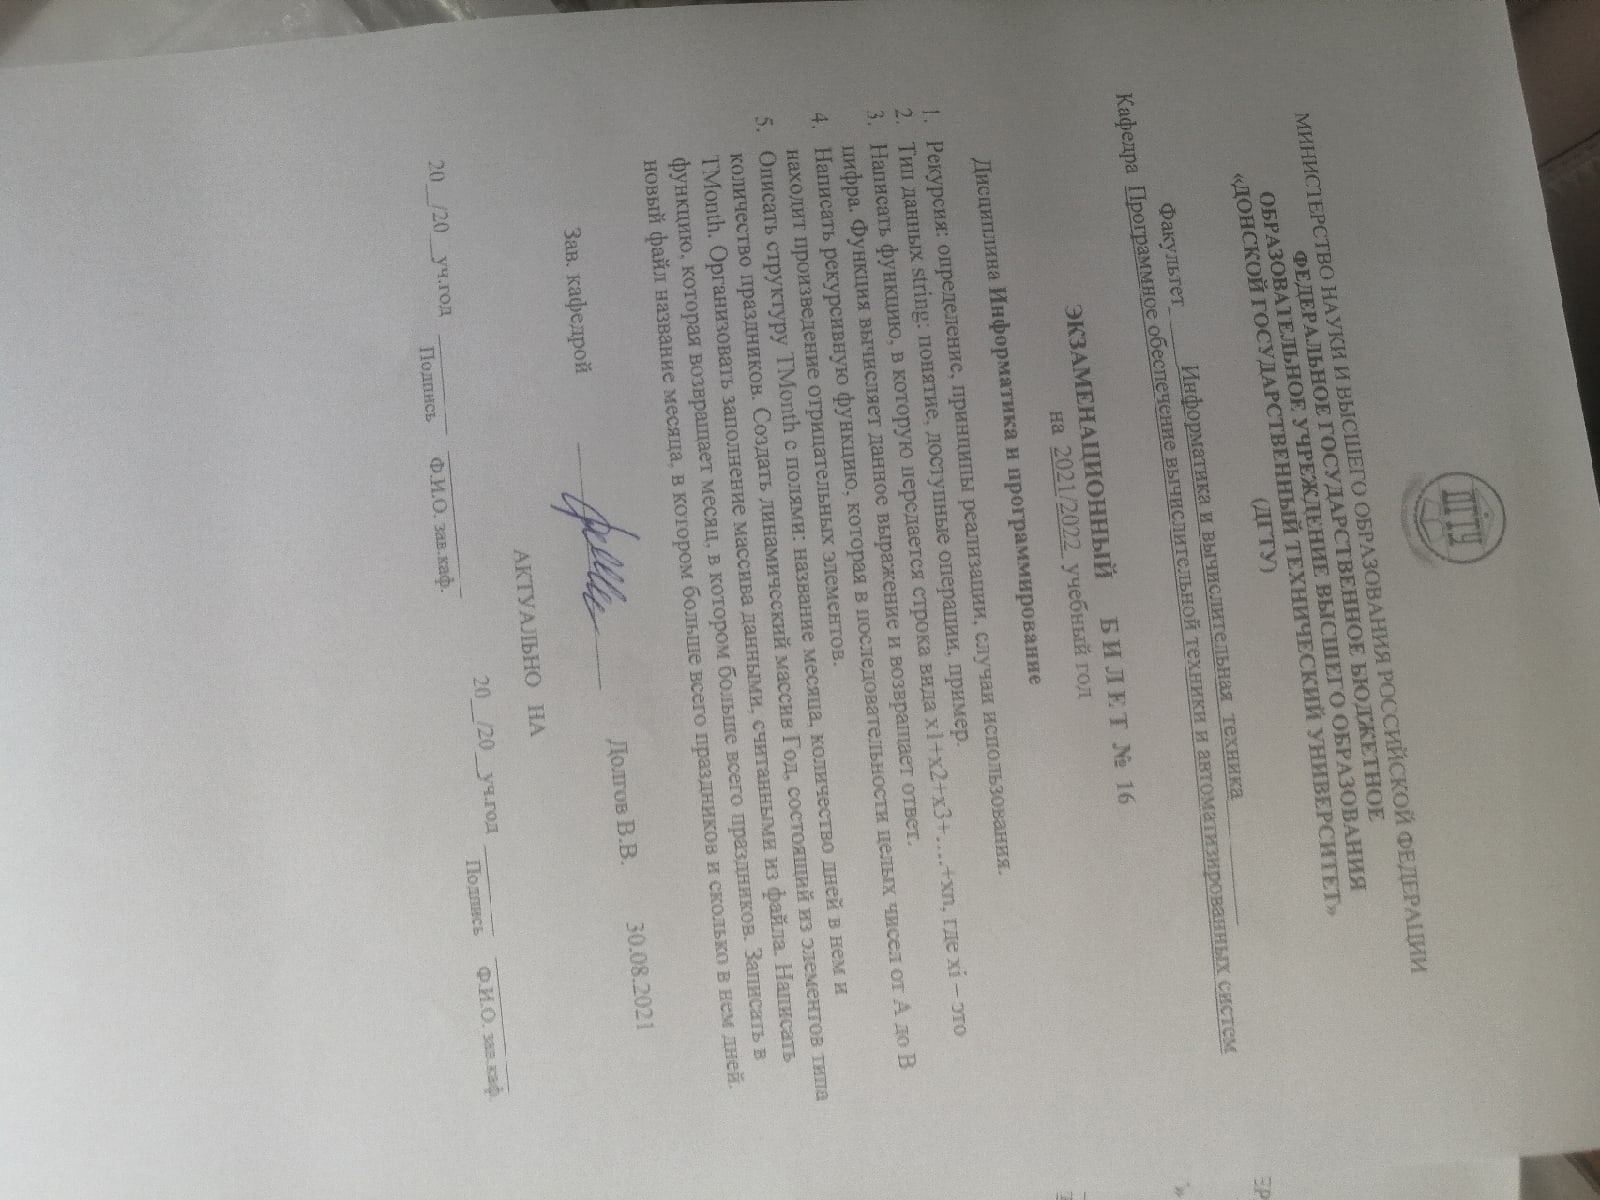 ДГТУ
МИНИСТЕРСТВО НАУКИ И ВЫСШЕГО ОБРАЗОВАНИЯ РОССИЙСКОЙ ФЕДЕРАЦИИ
ФЕДЕРАЛЬНОЕ ГОСУДАРСТВЕННОЕ БЮДЖЕТНОЕ
ОБРАЗОВАТЕЛЬНОЕ УЧРЕЖДЕНИЕ ВЫСШЕГО ОБРАЗОВАНИЯ
«ДОНСКОЙ ГОСУДАРСТВЕННЫЙ ТЕХНИЧЕСКИЙ УНИВЕРСИТЕТ»
(ДГТУ)
Факультет_ ____Информатика и вычислительная техника___ _______
Кафедра Программное обеспечение вычислительной техники и автоматизированных систем
ЭКЗАМЕНАЦИОННЫЙ Б И Л Е Т № 16
на 2021/2022 учебный год
Дисциплина Информатика и программирование
1. Рекурсия: определение, принципы реализации, случаи использования.
2. Тип данных string: понятие, доступные операции, пример.
3. Написать функцию, в которую передается строка вида x1+x2+x3+….+xn, где xi – это
цифра. Функция вычисляет данное выражение и возвращает ответ.
4. Написать рекурсивную функцию, которая в последовательности целых чисел от A до B
находит произведение отрицательных элементов.
5. Описать структуру TMonth с полями: название месяца, количество дней в нем и
количество праздников. Создать динамический массив Год, состоящий из элементов типа
TMonth. Организовать заполнение массива данными, считанными из файла. Написать
функцию, которая возвращает месяц, в котором больше всего праздников. Записать в
новый файл название месяца, в котором больше всего праздников и сколько в нем дней.
Зав. кафедрой Долгов В.В. 30.08.2021
АКТУАЛЬНО НА
20__/20__уч.год ________ ____________ 20__/20__уч.год ________ ____________
Подпись Ф.И.О. зав.каф. Подпись Ф.И.О. зав.каф.